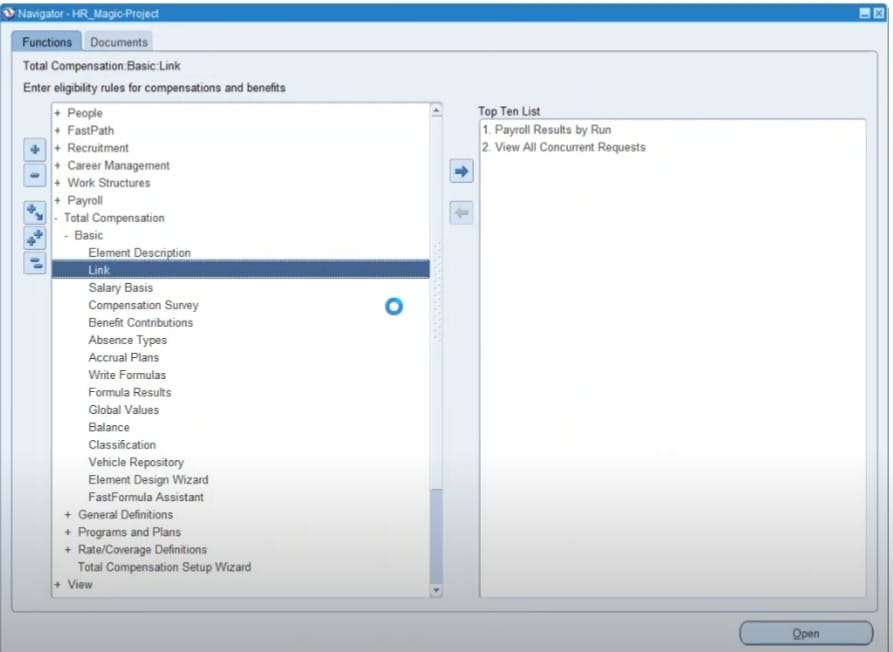 Navigator - HR_Magic-Project
Functions
Documents
Total Compensation:Basic:Link
Enter eligibility rules for compensations and benefits
+ People
+ FastPath
+ Recruitment
+ Career Management
+ Work Structures
+ Payroll
- Total Compensation
- Basic
Element Description
Link
Salary Basis
Compensation Survey
Benefit Contributions
Absence Types
Accrual Plans
Write Formulas
Formula Results
Global Values
Balance
Classification
Vehicle Repository
Element Design Wizard
FastFormula Assistant
+ General Definitions
+ Programs and Plans
+ Rate/Coverage Definitions
Total Compensation Setup Wizard
+ View
Top Ten List
1. Payroll Results by Run
2. View All Concurrent Requests
Open